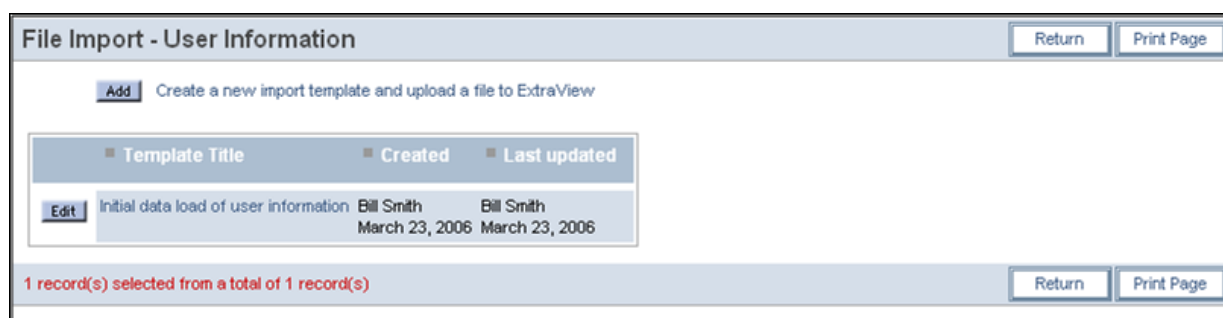 File Import - User Information Return Print Page
Add Create a new import template and upload a file to ExtraView
Template Title Created Last updated
Edit Initial data load of user information Bill Smith Bill Smith
March 23, 2006 March 23, 2006
1 record(s) selected from a total of 1 record(s) Return Print Page